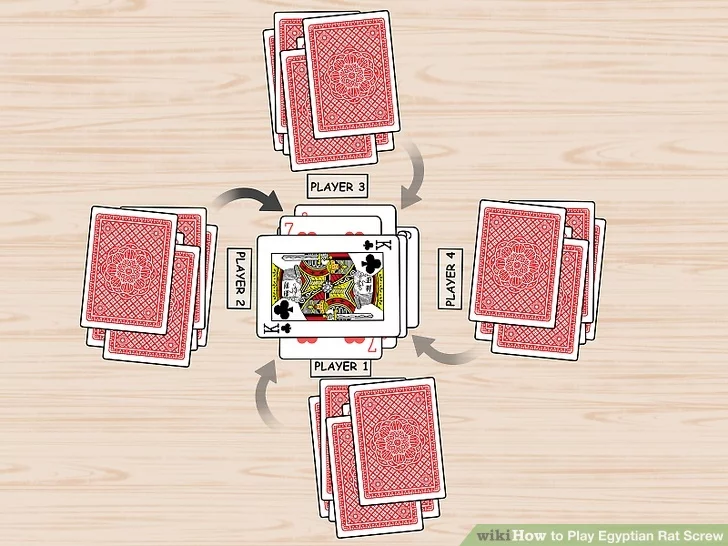 PLAYER 3
7
K
PLAYER 2
PLAYER 4
K
7
PLAYER 1
wikiHow to Play Egyptian Rat Screw